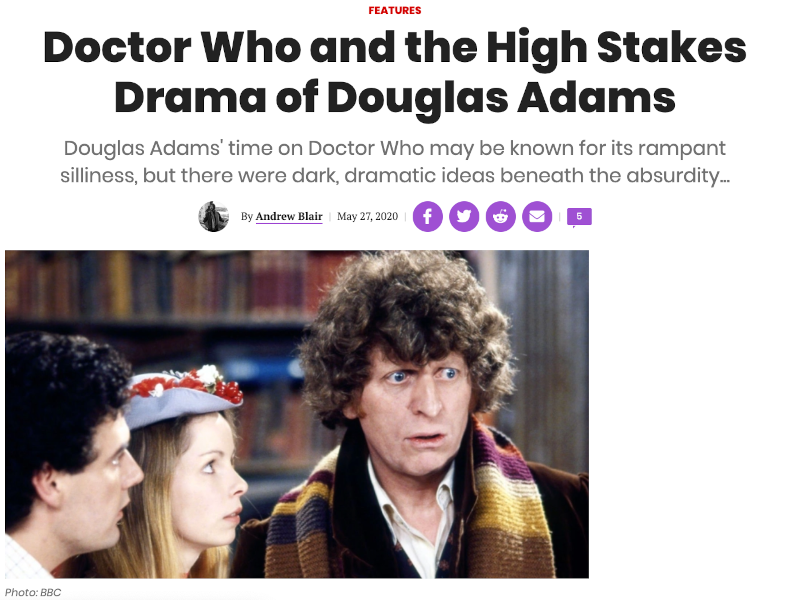 FEATURES
Doctor Who and the High Stakes
Drama of Douglas Adams
Douglas Adams' time on Doctor Who may be known for its rampant
silliness, but there were dark, dramatic ideas beneath the absurdity...
By Andrew Blair | May 27, 2020 | 5
Photo: BBC